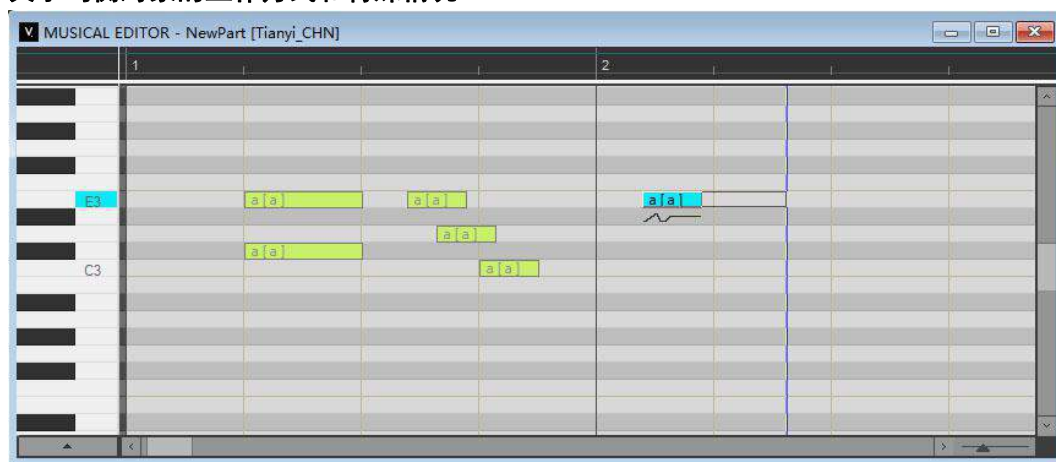 MUSICAL EDITOR - NewPart [Tianyi_CHN]
1 2
E3 a [a] a [a] a [a]
a [a]
a [a]
C3 a [a]